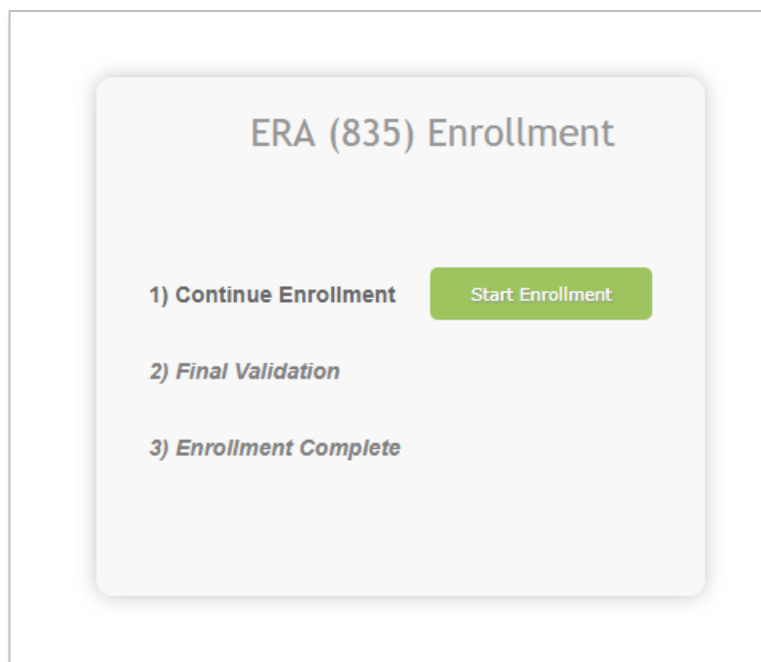 ERA (835) Enrollment
1) Continue Enrollment Start Enrollment
2) Final Validation
3) Enrollment Complete